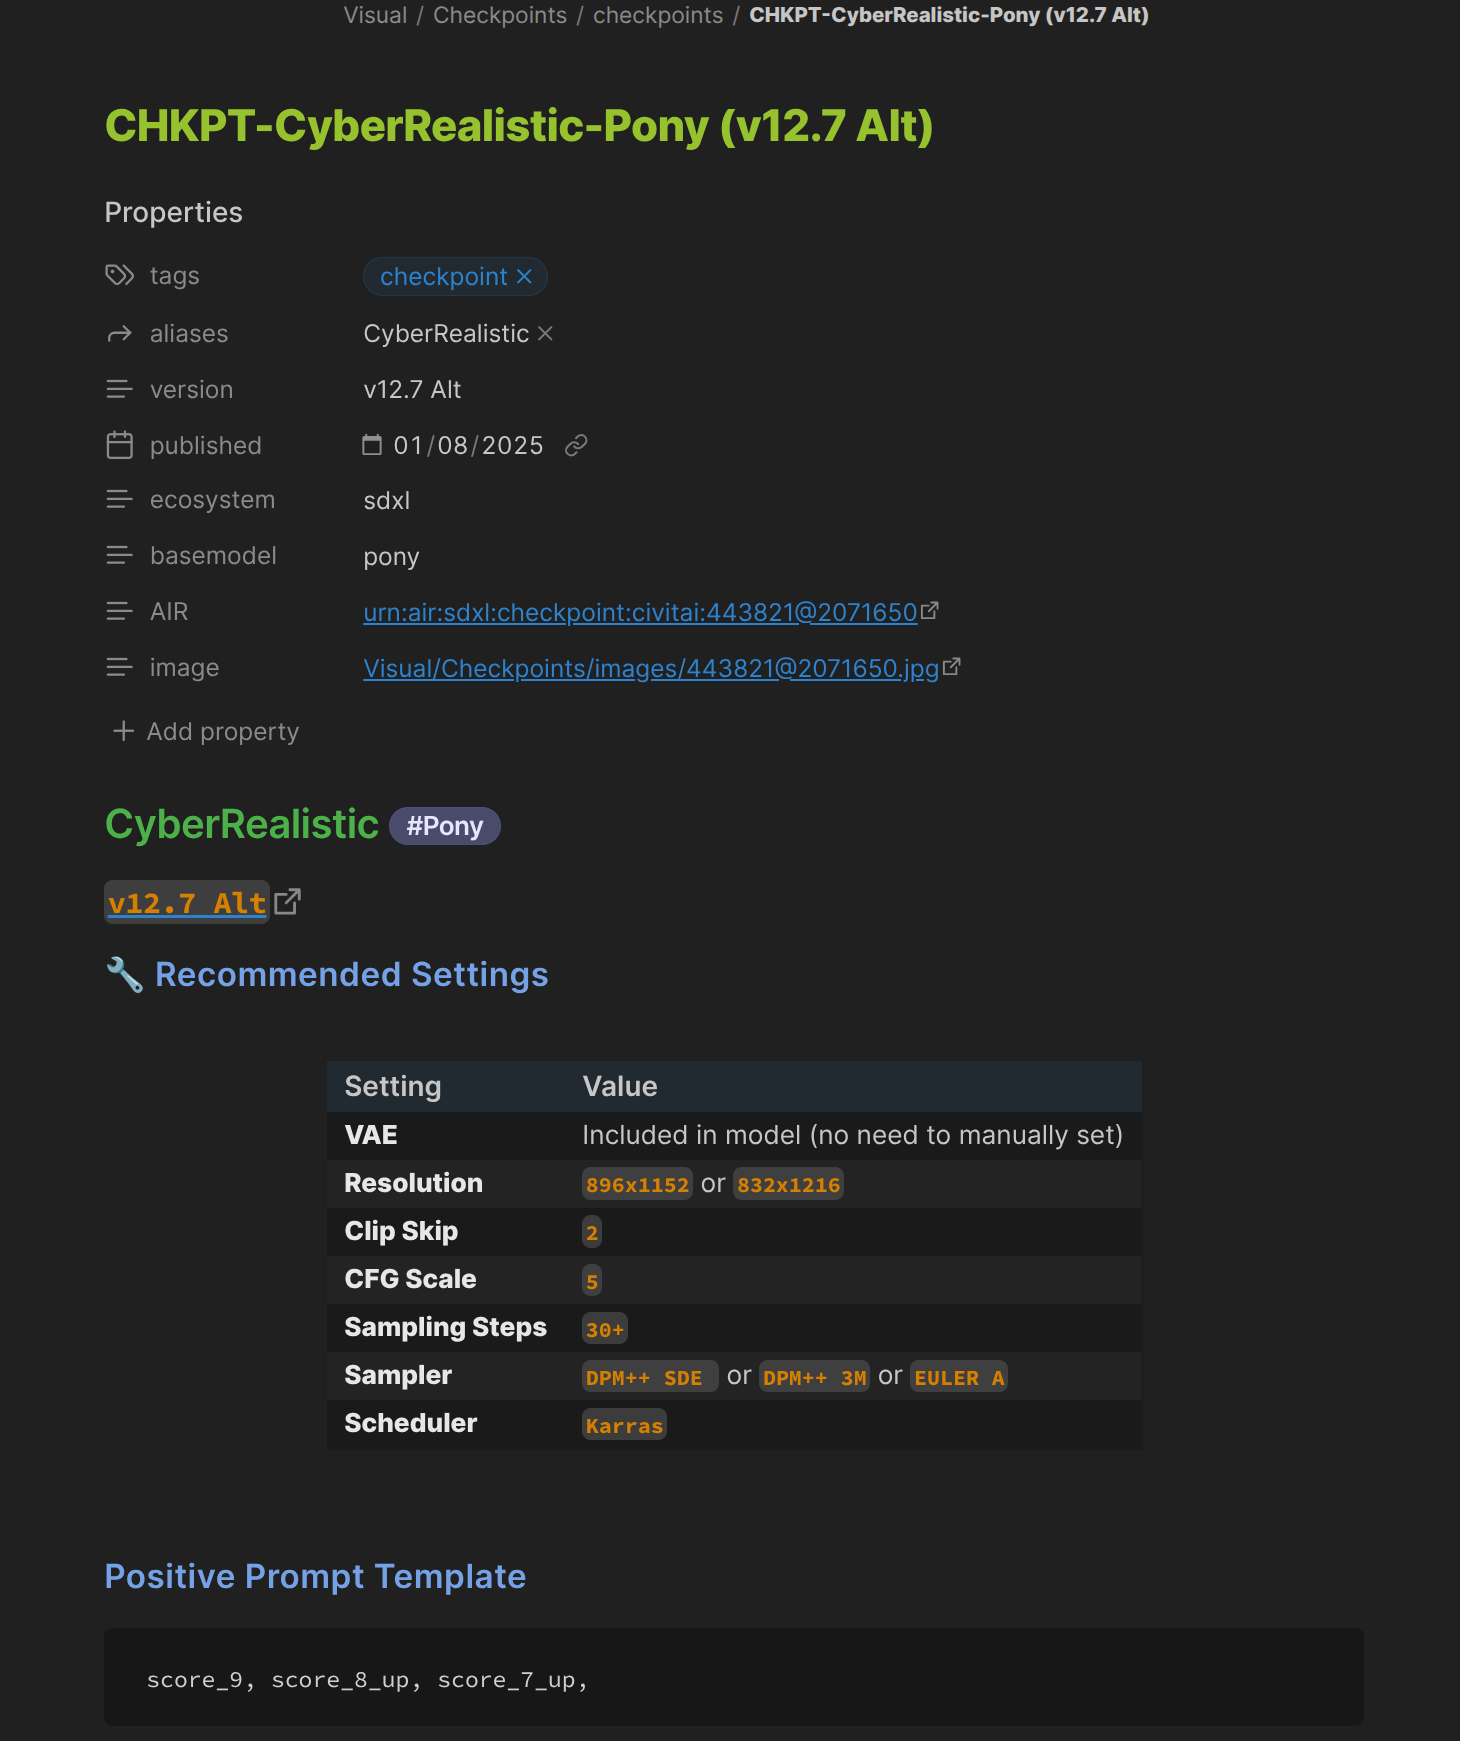 Visual / Checkpoints / checkpoints / CHKPT-CyberRealistic-Pony (v12.7 Alt)
CHKPT-CyberRealistic-Pony (v12.7 Alt)
Properties
tags checkpoint
aliases CyberRealistic
version v12.7 Alt
published 01/08/2025
ecosystem sdxl
basemodel pony
AIR urn:air:sdxl:checkpoint:civitai:443821@2071650
image Visual/Checkpoints/images/443821@2071650.jpg
Add property
CyberRealistic #Pony
v12.7 Alt
🔧 Recommended Settings
Setting Value
VAE Included in model (no need to manually set)
Resolution 896x1152 or 832x1216
Clip Skip 2
CFG Scale 5
Sampling Steps 30+
Sampler DPM++ SDE or DPM++ 3M or EULER A
Scheduler Karras
Positive Prompt Template
score_9, score_8_up, score_7_up,